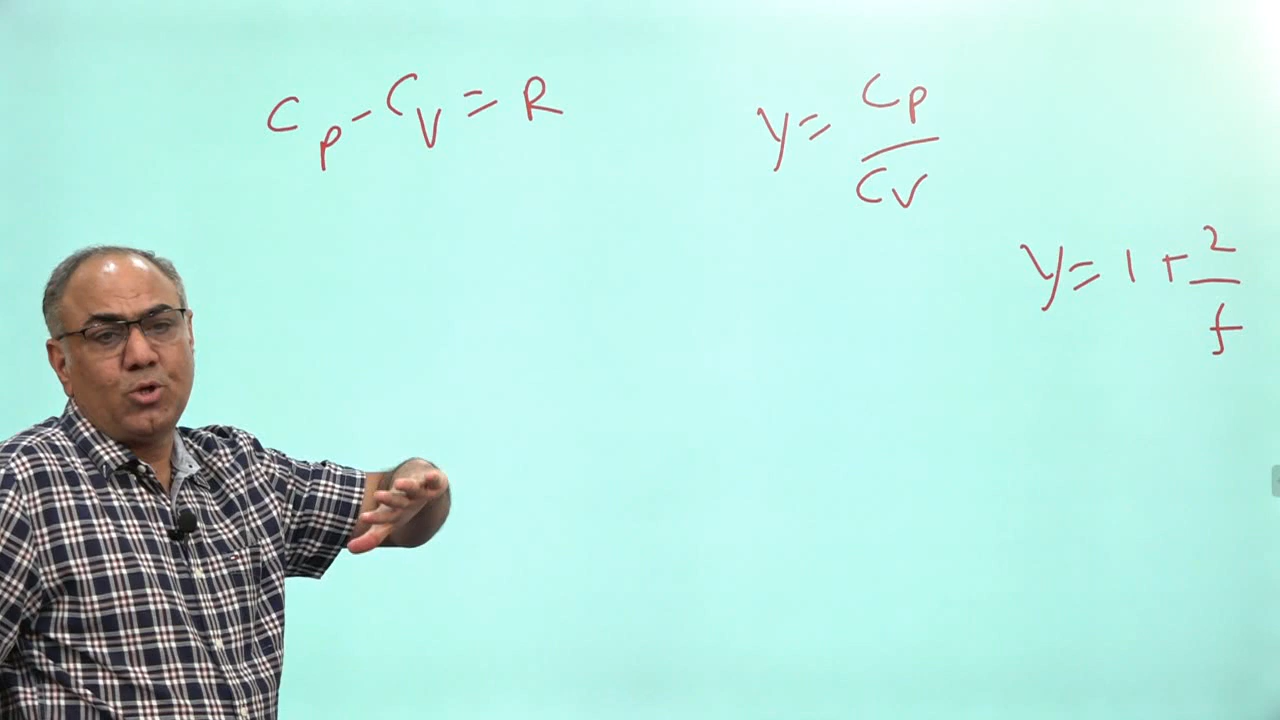 Cp - Cv = R
γ = Cp / Cv
γ = 1 + 2 / f